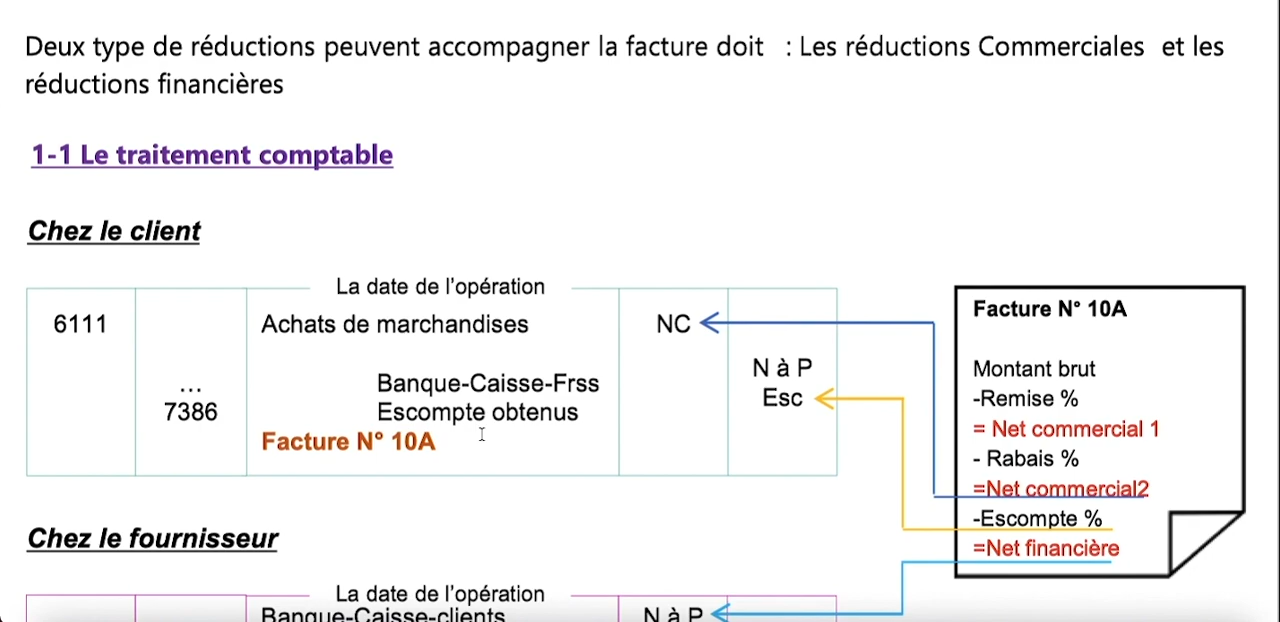 Deux type de réductions peuvent accompagner la facture doit : Les réductions Commerciales et les
réductions financières
1-1 Le traitement comptable
Chez le client
La date de l'opération
6111 Achats de marchandises NC
N à P
... Banque-Caisse-Frss Esc
7386 Escompte obtenus
Facture N° 10A
Facture N° 10A
Montant brut
-Remise %
= Net commercial 1
- Rabais %
=Net commercial2
-Escompte %
=Net financière
Chez le fournisseur
La date de l'opération
Banque-Caisse-clients N à P